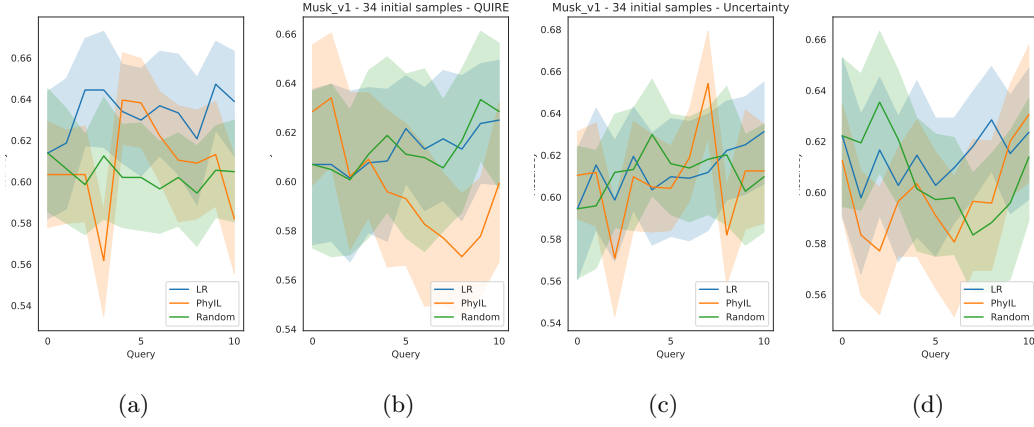 Musk_v1 - 34 initial samples - QUIRE
Musk_v1 - 34 initial samples - Uncertainty
0.66
0.64
0.62
0.60
0.58
0.56
0.54
0
5
10
Query
LR
PhyIL
Random
(a)
0.66
0.64
0.62
0.60
0.58
0.56
0.54
0
5
10
Query
LR
PhyIL
Random
(b)
0.68
0.66
0.64
0.62
0.60
0.58
0.56
0.54
0
5
10
Query
LR
PhyIL
Random
(c)
0.66
0.64
0.62
0.60
0.58
0.56
0
5
10
Query
LR
PhyIL
Random
(d)